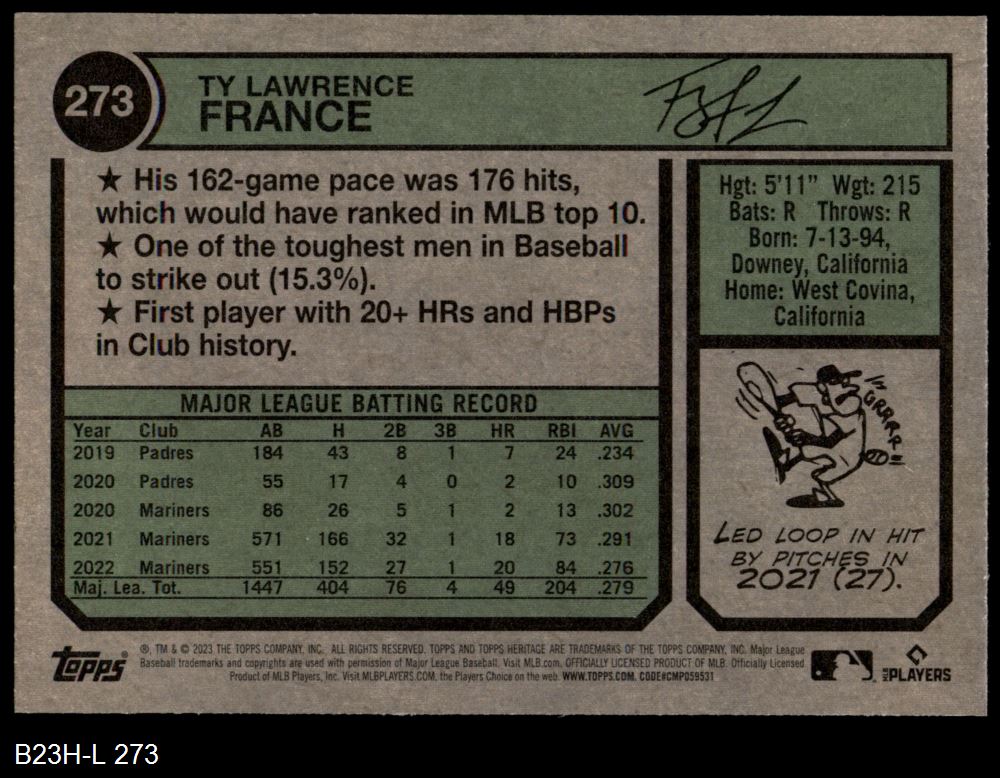 273
TY LAWRENCE
FRANCE
★ His 162-game pace was 176 hits,
which would have ranked in MLB top 10.
★ One of the toughest men in Baseball
to strike out (15.3%).
★ First player with 20+ HRs and HBPs
in Club history.
Hgt: 5'11" Wgt: 215
Bats: R Throws: R
Born: 7-13-94,
Downey, California
Home: West Covina,
California
MAJOR LEAGUE BATTING RECORD
Year Club AB H 2B 3B HR RBI AVG
2019 Padres 184 43 8 1 7 24 .234
2020 Padres 55 17 4 0 2 10 .309
2020 Mariners 86 26 5 1 2 13 .302
2021 Mariners 571 166 32 1 18 73 .291
2022 Mariners 551 152 27 1 20 84 .276
Maj. Lea. Tot. 1447 404 76 4 49 204 .279
GRRRR!!
LED LOOP IN HIT
BY PITCHES IN
2021 (27).
Topps
®, TM & © 2023 THE TOPPS COMPANY, INC. ALL RIGHTS RESERVED. TOPPS AND TOPPS HERITAGE ARE TRADEMARKS OF THE TOPPS COMPANY, INC. Major League
Baseball trademarks and copyrights are used with permission of Major League Baseball. Visit MLB.com. OFFICIALLY LICENSED PRODUCT OF MLB. Officially Licensed
Product of MLB Players, Inc. Visit MLBPLAYERS.COM, the Players Choice on the web. WWW.TOPPS.COM. CODE#CMP059531
MLB PLAYERS
B23H-L 273